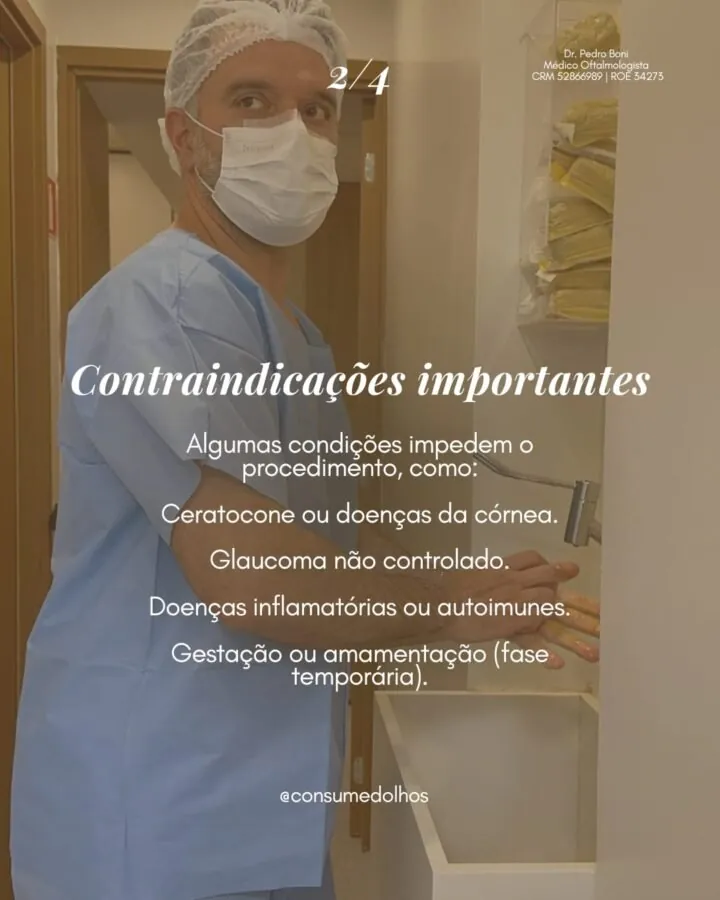 2/4
Dr. Pedro Boni
Médico Oftalmologista
CRM 52866989 | RQE 34273
Contraindicações importantes
Algumas condições impedem o
procedimento, como:
Ceratocone ou doenças da córnea.
Glaucoma não controlado.
Doenças inflamatórias ou autoimunes.
Gestação ou amamentação (fase
temporária).
@consumedolhos